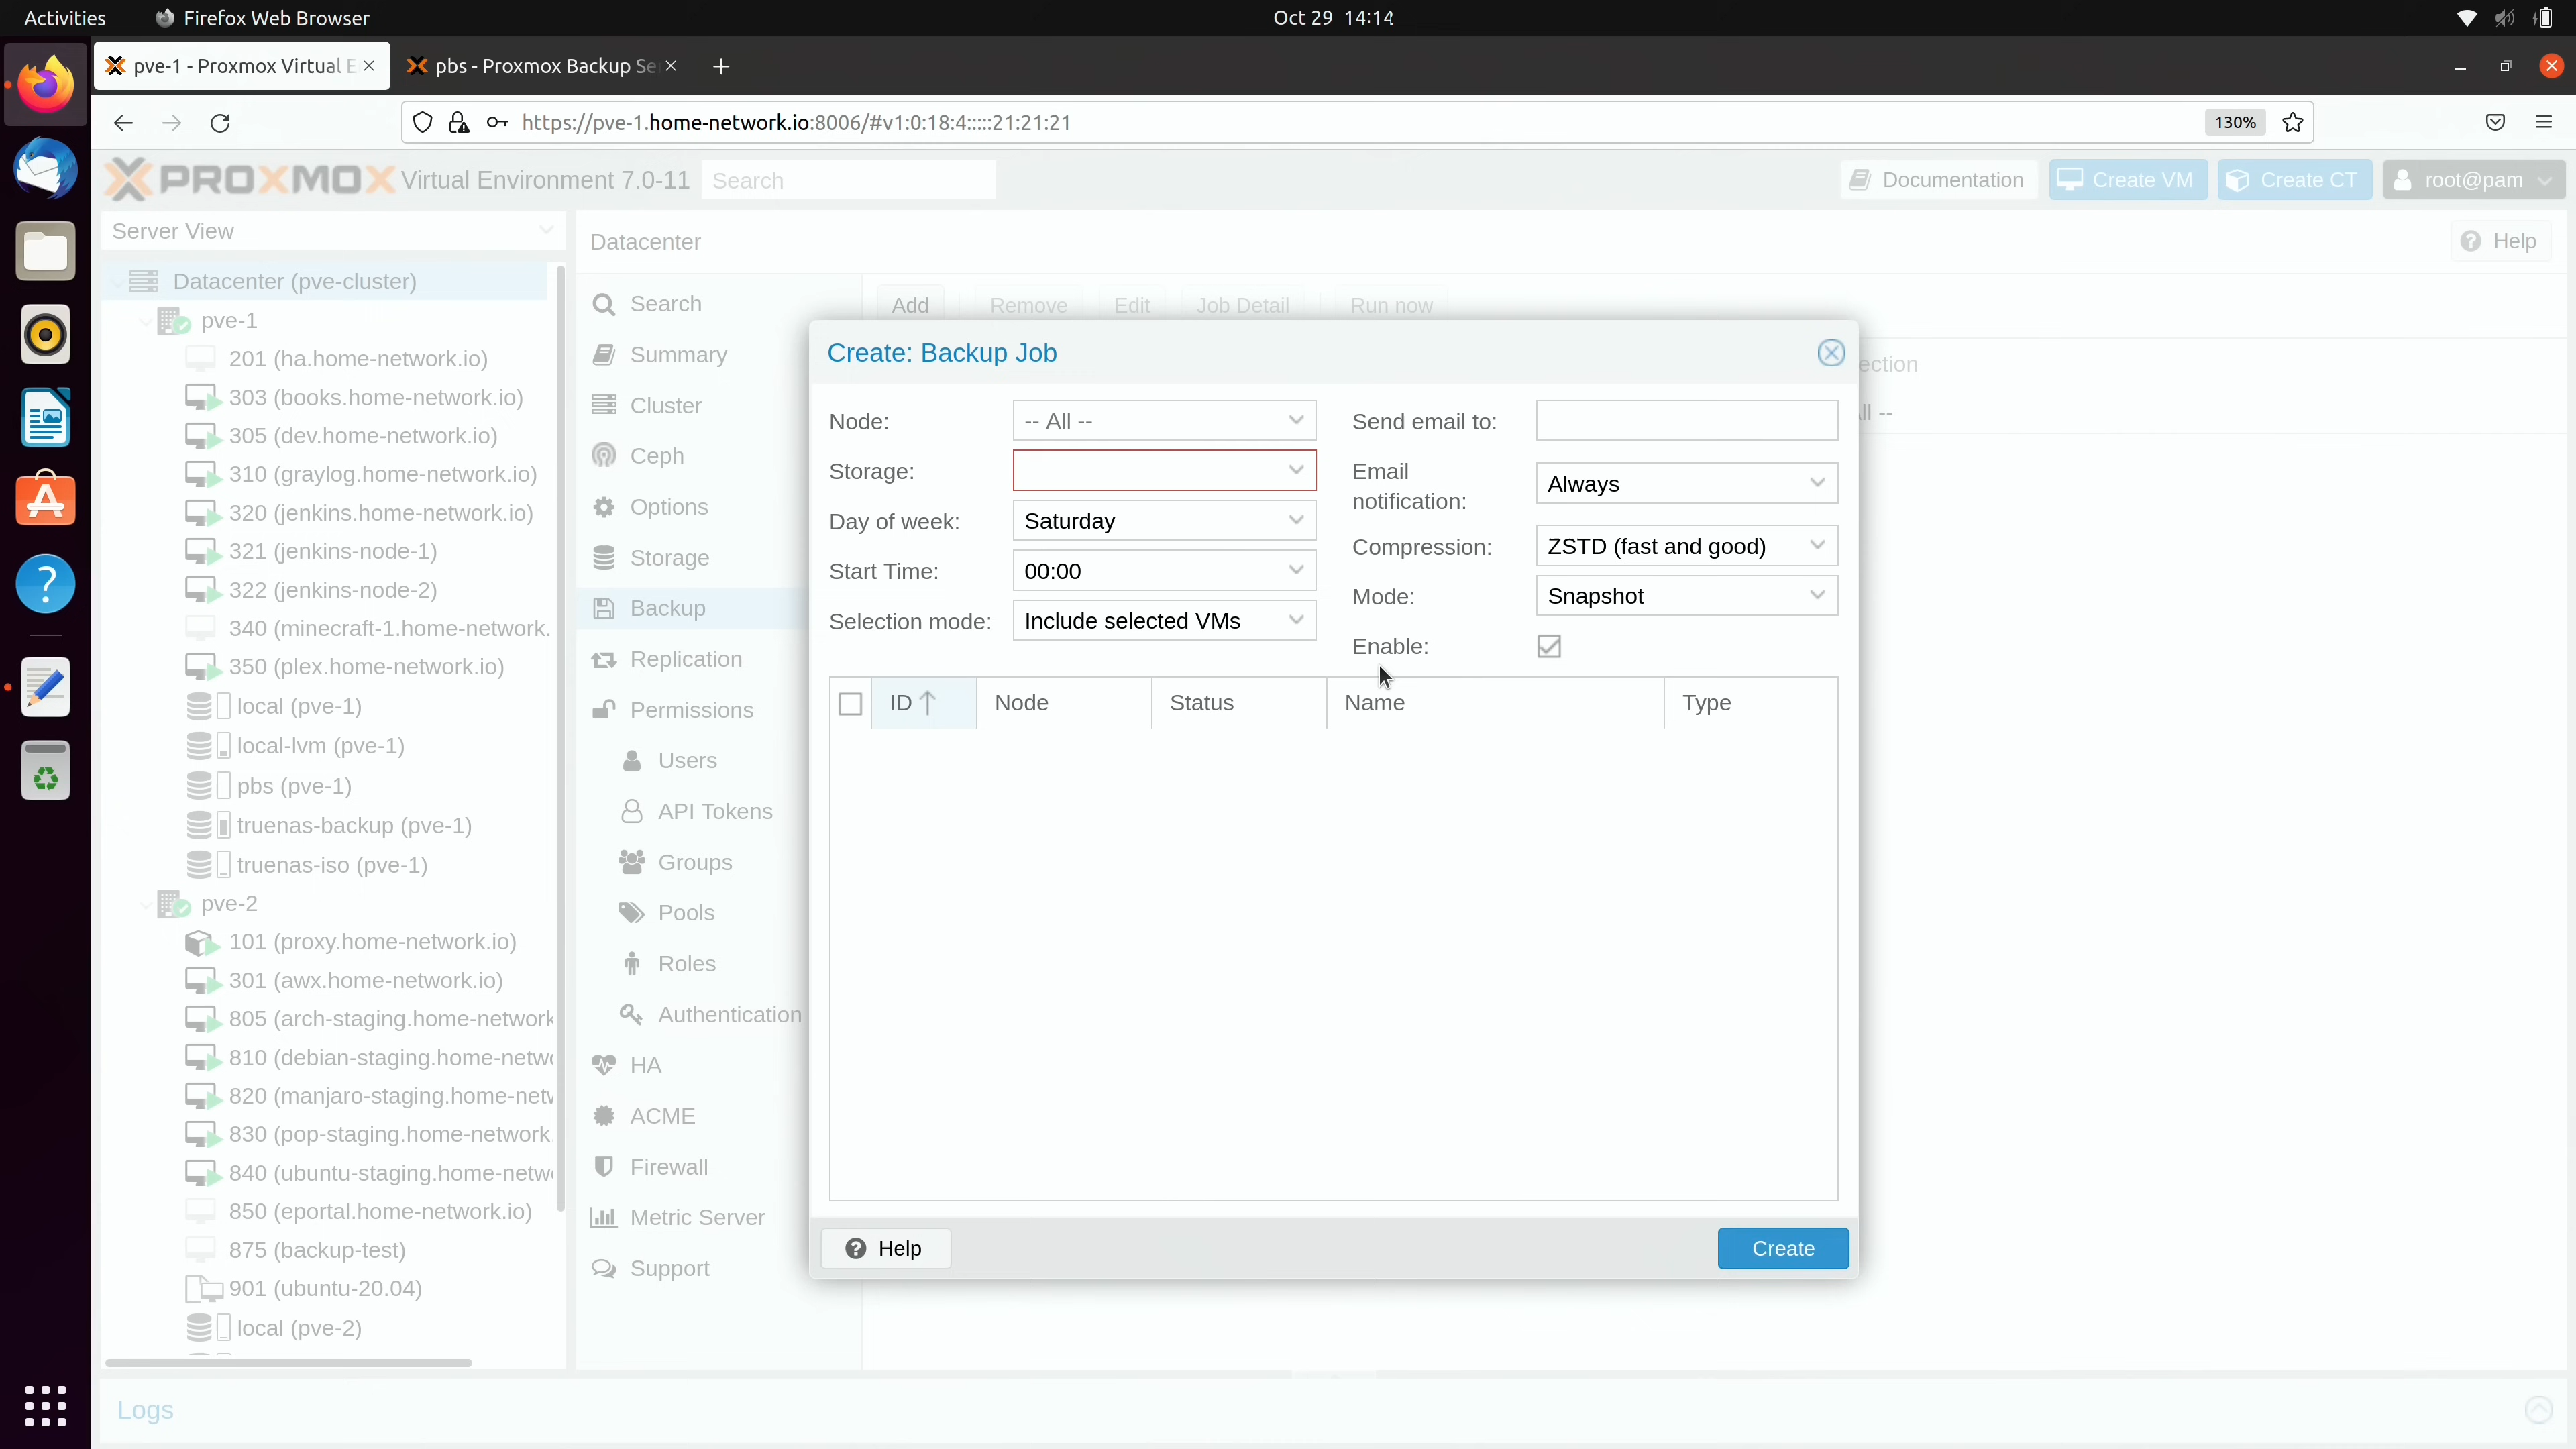 Activities
Firefox Web Browser
Oct 29 14:14
pve-1 - Proxmox Virtual E
pbs - Proxmox Backup Se
https://pve-1.home-network.io:8006/#v1:0:18:4:::::21:21:21
130%
PROXMOX
Virtual Environment 7.0-11
Search
Documentation
Create VM
Create CT
root@pam
Server View
Datacenter
Help
Datacenter (pve-cluster)
pve-1
201 (ha.home-network.io)
303 (books.home-network.io)
305 (dev.home-network.io)
310 (graylog.home-network.io)
320 (jenkins.home-network.io)
321 (jenkins-node-1)
322 (jenkins-node-2)
340 (minecraft-1.home-network.
350 (plex.home-network.io)
local (pve-1)
local-lvm (pve-1)
pbs (pve-1)
truenas-backup (pve-1)
truenas-iso (pve-1)
pve-2
101 (proxy.home-network.io)
301 (awx.home-network.io)
805 (arch-staging.home-network
810 (debian-staging.home-netw
820 (manjaro-staging.home-net
830 (pop-staging.home-network
840 (ubuntu-staging.home-netw
850 (eportal.home-network.io)
875 (backup-test)
901 (ubuntu-20.04)
local (pve-2)
Search
Summary
Cluster
Ceph
Options
Storage
Backup
Replication
Permissions
Users
API Tokens
Groups
Pools
Roles
Authentication
HA
ACME
Firewall
Metric Server
Support
Add
Remove
Edit
Job Detail
Run now
ection
ll --
Create: Backup Job
Node:
-- All --
Storage:
Day of week:
Saturday
Start Time:
00:00
Selection mode:
Include selected VMs
Send email to:
Email
notification:
Always
Compression:
ZSTD (fast and good)
Mode:
Snapshot
Enable:
ID
Node
Status
Name
Type
Help
Create
Logs